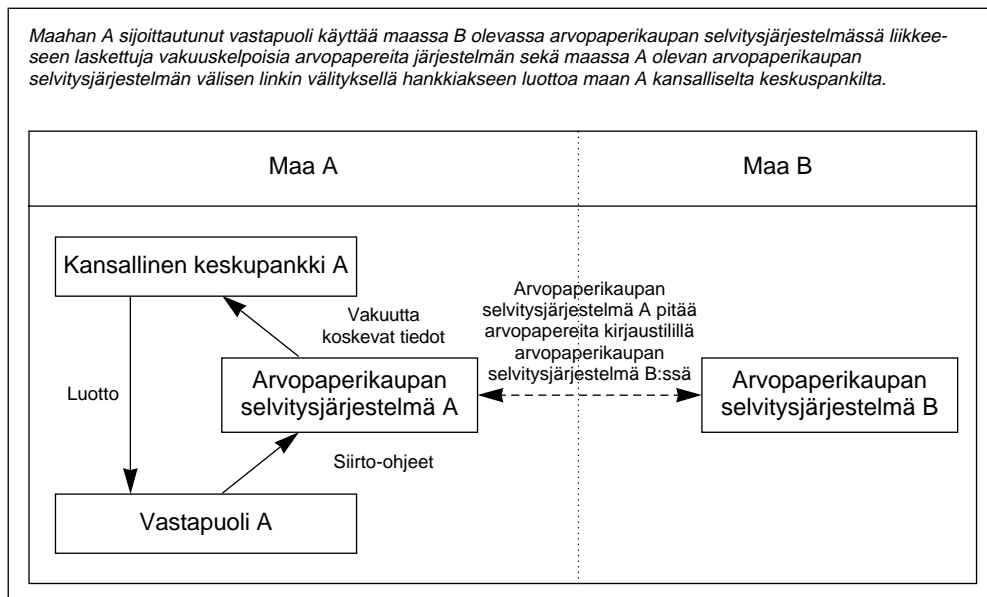 Maahan A sijoittautunut vastapuoli käyttää maassa B olevassa arvopaperikaupan selvitysjärjestelmässä liikkee-
seen laskettuja vakuuskelpoisia arvopapereita järjestelmän sekä maassa A olevan arvopaperikaupan
selvitysjärjestelmän välisen linkin välityksellä hankkiakseen luottoa maan A kansalliselta keskuspankilta.
Maa A
Maa B
Kansallinen keskupankki A
Vakuutta
koskevat tiedot
Arvopaperikaupan
selvitysjärjestelmä A pitää
arvopapereita kirjaustilillä
arvopaperikaupan
selvitysjärjestelmä B:ssä
Luotto
Arvopaperikaupan
selvitysjärjestelmä A
Arvopaperikaupan
selvitysjärjestelmä B
Siirto-ohjeet
Vastapuoli A